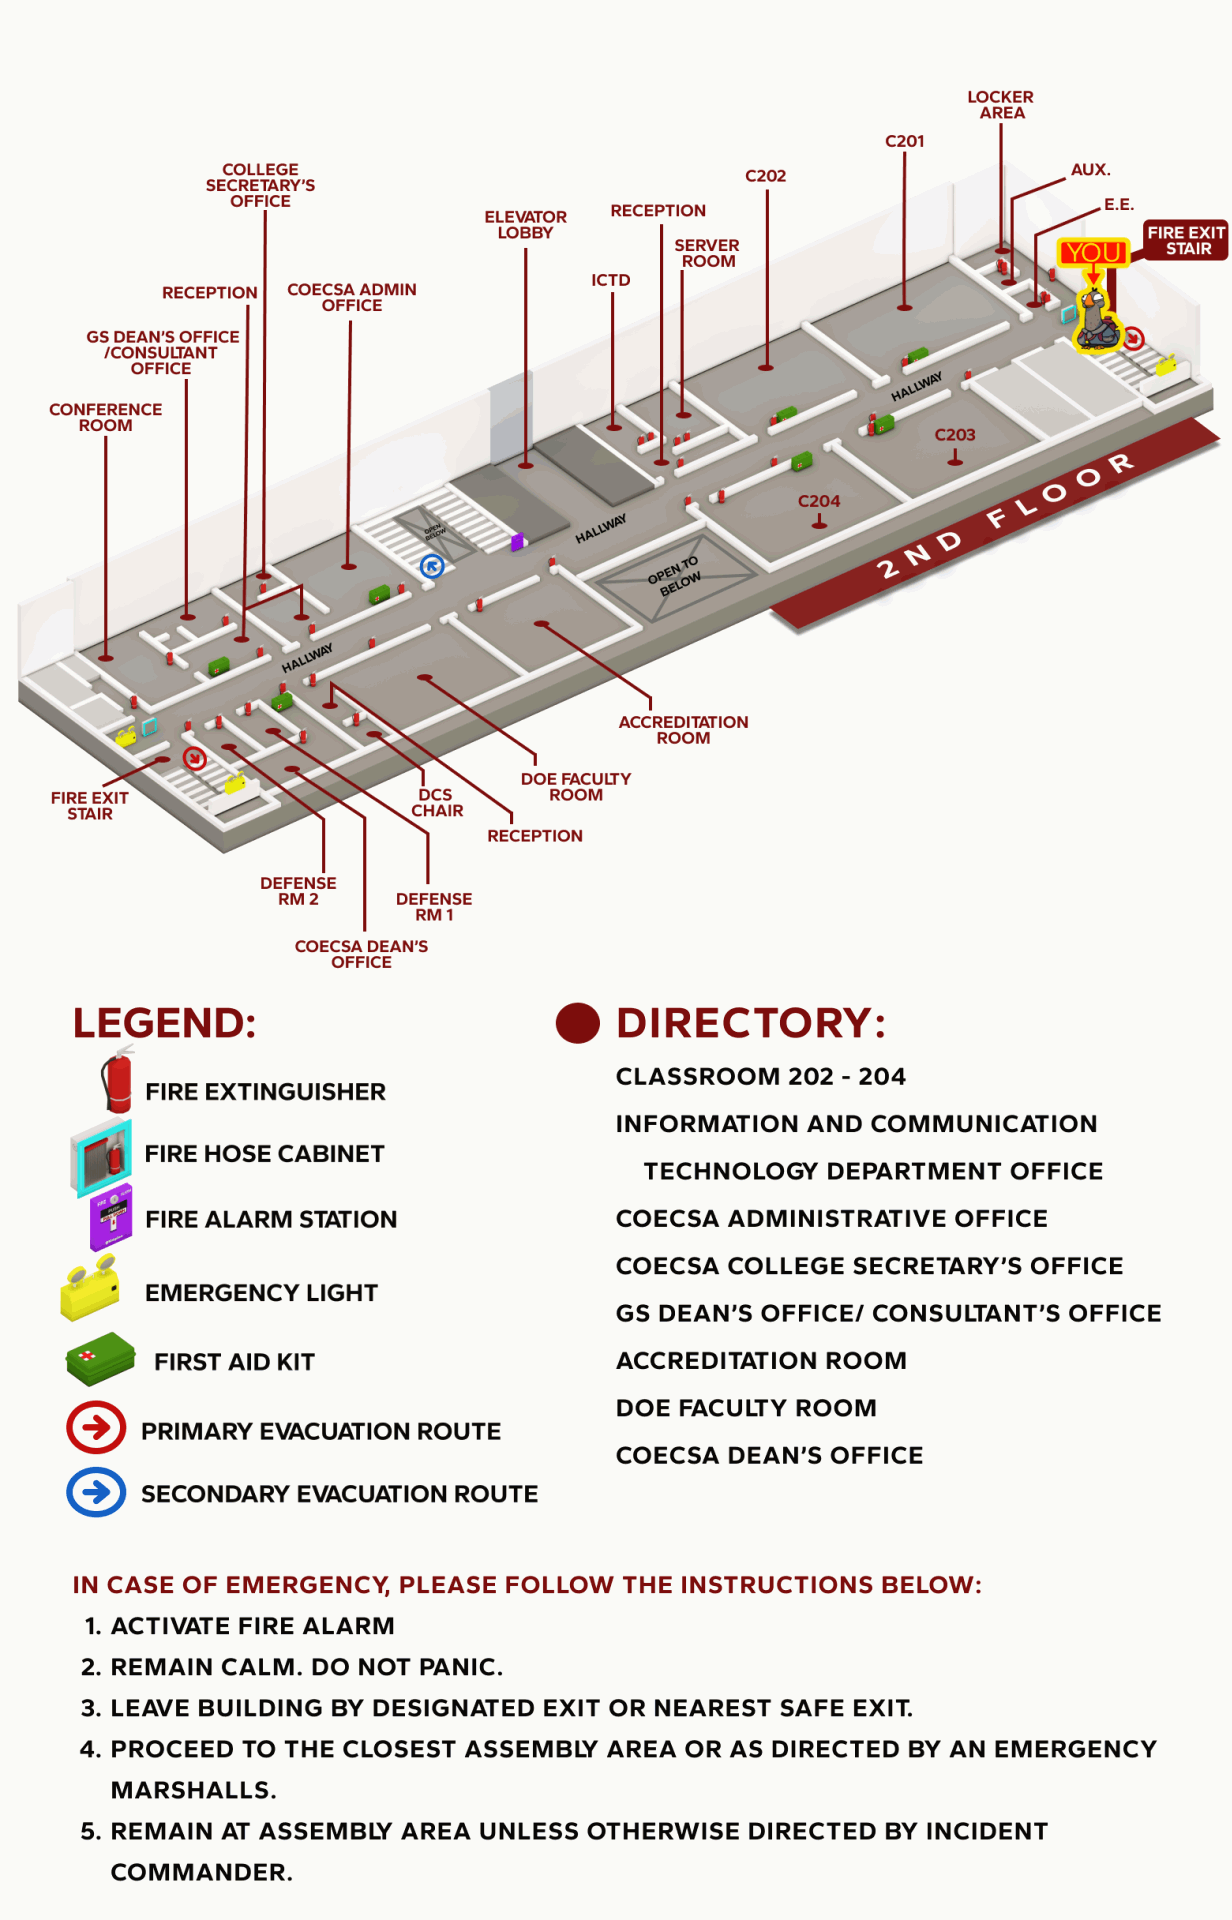 LOCKER
AREA
C201
AUX.
COLLEGE
SECRETARY'S
OFFICE
C202
E.E.
ELEVATOR
LOBBY
RECEPTION
FIRE EXIT
STAIR
YOU
SERVER
ROOM
ICTD
RECEPTION
COECSA ADMIN
OFFICE
GS DEAN'S OFFICE
/CONSULTANT
OFFICE
CONFERENCE
ROOM
HALLWAY
C203
2ND FLOOR
C204
HALLWAY
OPEN
BELOW
OPEN TO
BELOW
HALLWAY
ACCREDITATION
ROOM
DOE FACULTY
ROOM
FIRE EXIT
STAIR
DCS
CHAIR
RECEPTION
DEFENSE
RM 2
DEFENSE
RM 1
COECSA DEAN'S
OFFICE
LEGEND:
FIRE EXTINGUISHER
FIRE HOSE CABINET
FIRE ALARM STATION
EMERGENCY LIGHT
FIRST AID KIT
PRIMARY EVACUATION ROUTE
SECONDARY EVACUATION ROUTE
DIRECTORY:
CLASSROOM 202 - 204
INFORMATION AND COMMUNICATION
TECHNOLOGY DEPARTMENT OFFICE
COECSA ADMINISTRATIVE OFFICE
COECSA COLLEGE SECRETARY'S OFFICE
GS DEAN'S OFFICE/ CONSULTANT'S OFFICE
ACCREDITATION ROOM
DOE FACULTY ROOM
COECSA DEAN'S OFFICE
IN CASE OF EMERGENCY, PLEASE FOLLOW THE INSTRUCTIONS BELOW:
1. ACTIVATE FIRE ALARM
2. REMAIN CALM. DO NOT PANIC.
3. LEAVE BUILDING BY DESIGNATED EXIT OR NEAREST SAFE EXIT.
4. PROCEED TO THE CLOSEST ASSEMBLY AREA OR AS DIRECTED BY AN EMERGENCY
MARSHALLS.
5. REMAIN AT ASSEMBLY AREA UNLESS OTHERWISE DIRECTED BY INCIDENT
COMMANDER.